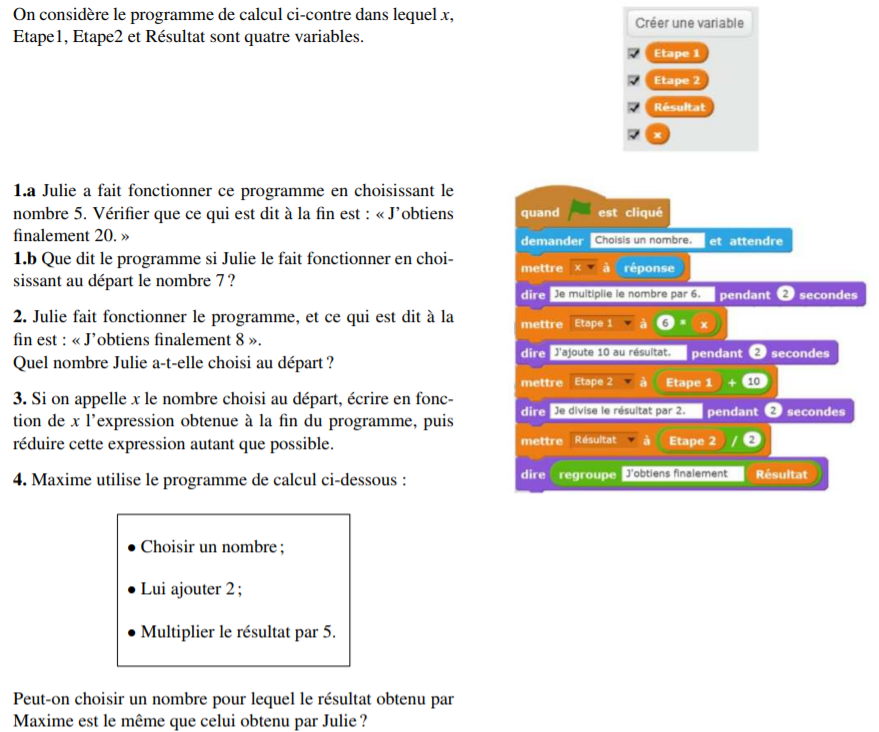 On considère le programme de calcul ci-contre dans lequel x,
Etape1, Etape2 et Résultat sont quatre variables.
Créer une variable
Etape 1
Etape 2
Résultat
x
1.a Julie a fait fonctionner ce programme en choisissant le
nombre 5. Vérifier que ce qui est dit à la fin est : « J’obtiens
finalement 20. »
1.b Que dit le programme si Julie le fait fonctionner en choi-
sissant au départ le nombre 7 ?
2. Julie fait fonctionner le programme, et ce qui est dit à la
fin est : « J’obtiens finalement 8 ».
Quel nombre Julie a-t-elle choisi au départ ?
3. Si on appelle x le nombre choisi au départ, écrire en fonc-
tion de x l’expression obtenue à la fin du programme, puis
réduire cette expression autant que possible.
4. Maxime utilise le programme de calcul ci-dessous :
quand est cliqué
demander Choisis un nombre. et attendre
mettre x à réponse
dire Je multiplie le nombre par 6. pendant 2 secondes
mettre Etape 1 à 6 * x
dire J'ajoute 10 au résultat. pendant 2 secondes
mettre Etape 2 à Etape 1 + 10
dire Je divise le résultat par 2. pendant 2 secondes
mettre Résultat à Etape 2 / 2
dire regroupe J'obtiens finalement Résultat
• Choisir un nombre ;
• Lui ajouter 2 ;
• Multiplier le résultat par 5.
Peut-on choisir un nombre pour lequel le résultat obtenu par
Maxime est le même que celui obtenu par Julie ?